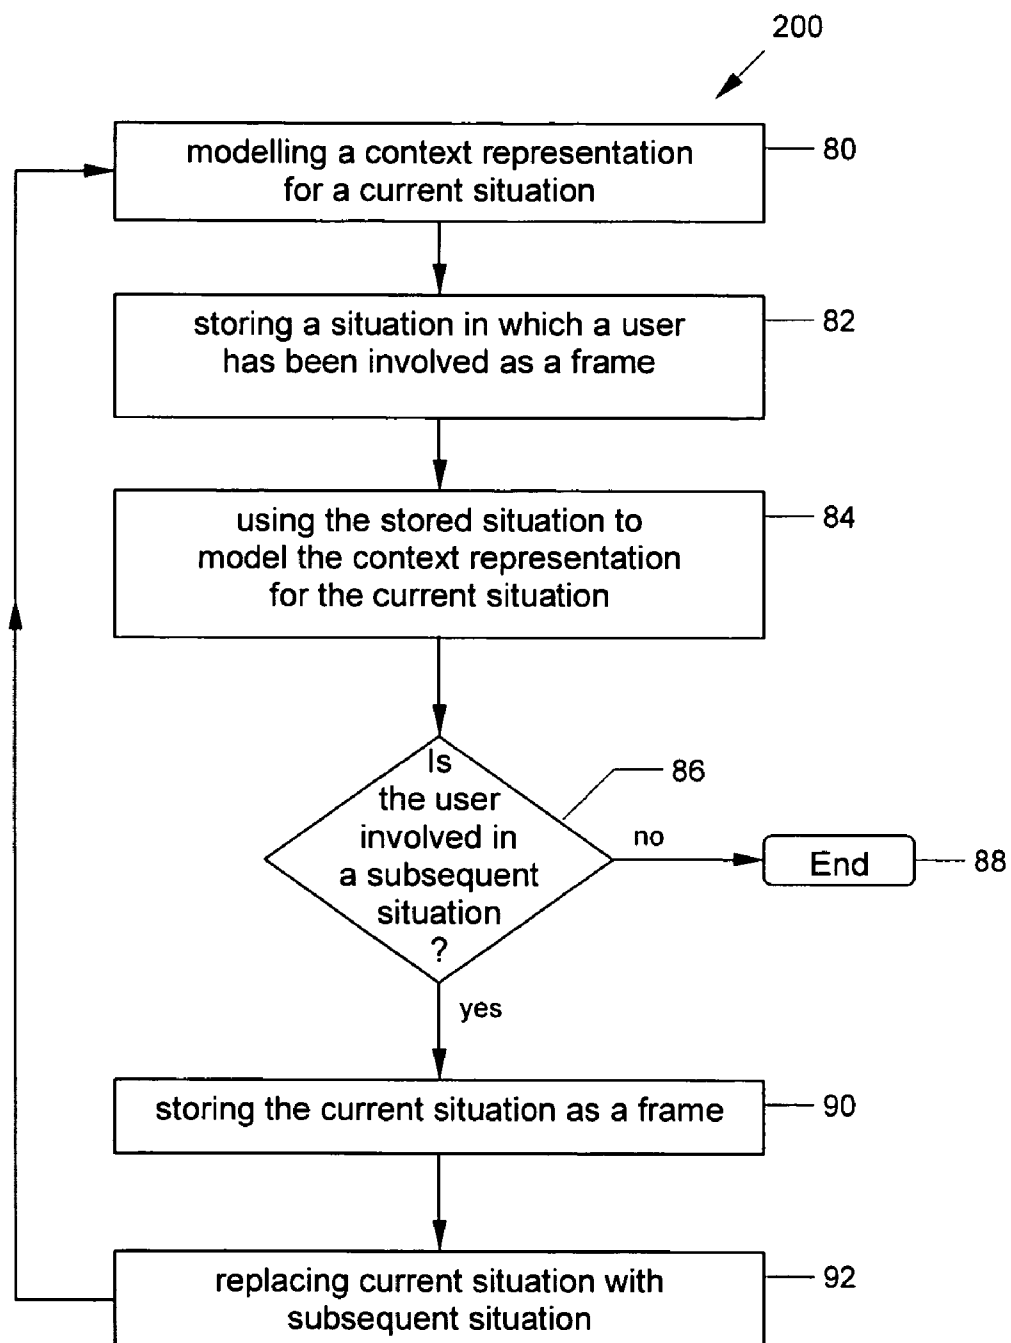 200
modelling a context representation
for a current situation
80
storing a situation in which a user
has been involved as a frame
82
using the stored situation to
model the context representation
for the current situation
84
Is
the user
involved in
a subsequent
situation
?
86
no
End
88
yes
storing the current situation as a frame
90
replacing current situation with
subsequent situation
92